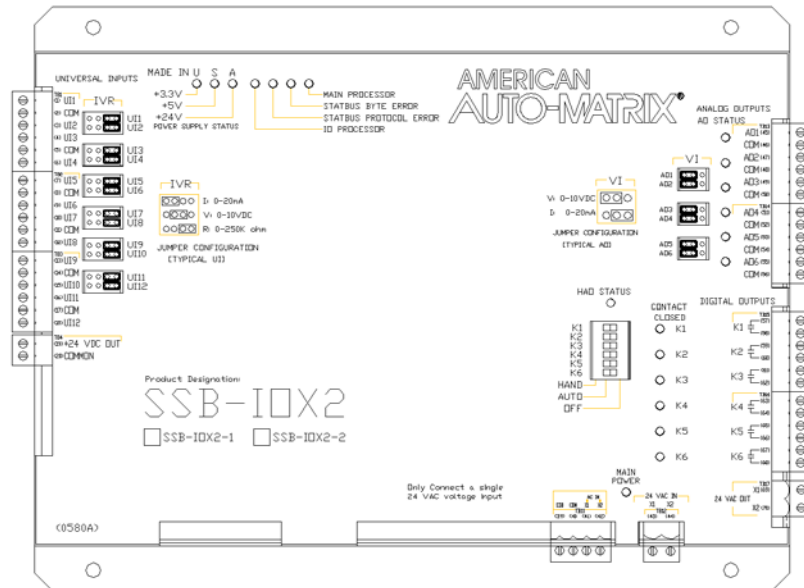 UNIVERSAL INPUTS
IVR
UI1
COM
UI2
UI3
COM
UI4
UI5
COM
UI6
UI7
COM
UI8
UI9
COM
UI10
UI11
COM
UI12
+24 VDC OUT
COMMON
UI1
UI2
UI3
UI4
UI5
UI6
UI7
UI8
UI9
UI10
UI11
UI12
MADE IN U S A
+3.3V
+5V
+24V
POWER SUPPLY STATUS
MAIN PROCESSOR
STATBUS BYTE ERROR
STATBUS PROTOCOL ERROR
IO PROCESSOR
AMERICAN
AUTO-MATRIX®
IVR
I: 0-20mA
V: 0-10VDC
R: 0-250K ohm
JUMPER CONFIGURATION
(TYPICAL UI)
VI
V: 0-10VDC
I: 0-20mA
JUMPER CONFIGURATION
(TYPICAL AO)
VI
AO1
AO2
AO3
AO4
AO5
AO6
ANALOG OUTPUTS
AO STATUS
AO1
COM
AO2
COM
AO3
COM
AO4
COM
AO5
COM
AO6
COM
HAO STATUS
K1
K2
K3
K4
K5
K6
HAND
AUTO
OFF
CONTACT
CLOSED
K1
K2
K3
K4
K5
K6
DIGITAL OUTPUTS
K1
K2
K3
K4
K5
K6
24 VAC OUT
X1
X2
Product Designation:
SSB-IOX2
SSB-IOX2-1 SSB-IOX2-2
Only Connect a single
24 VAC voltage input
MAIN
POWER
24 VAC IN
X1 X2
(0580A)